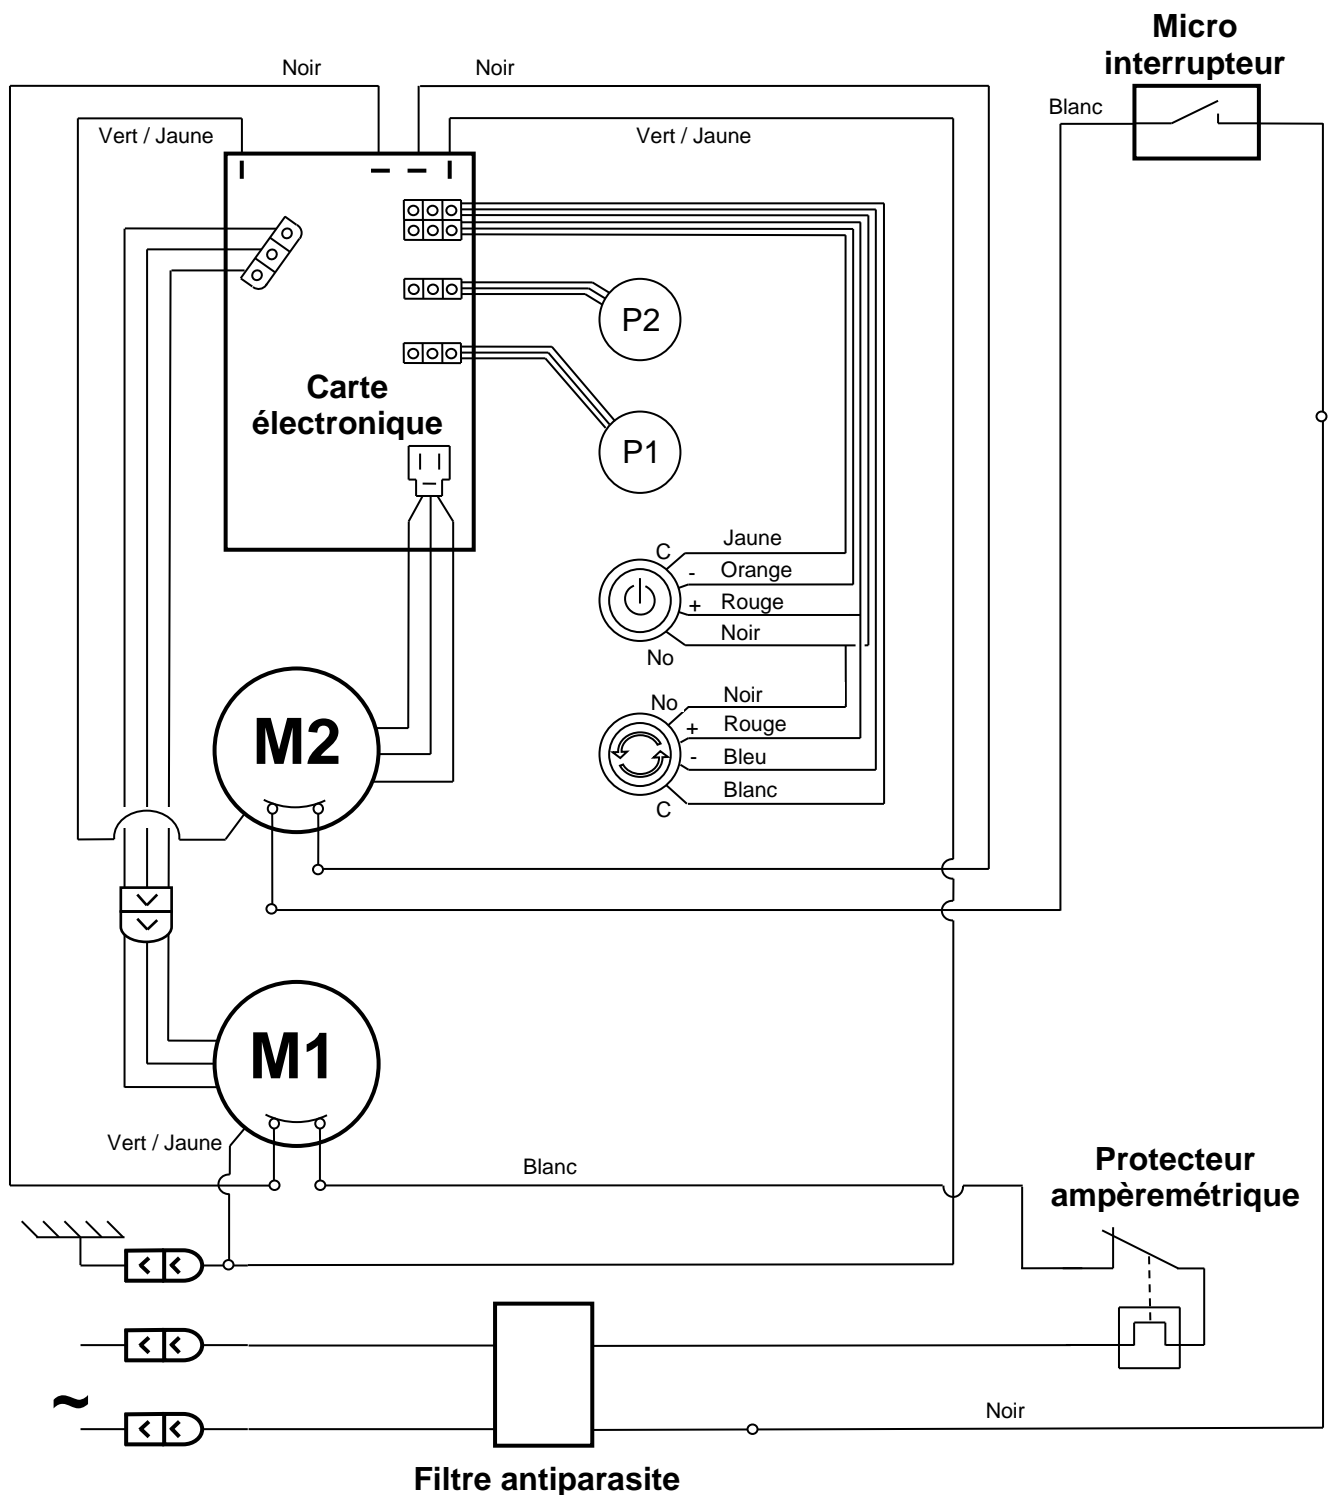 Micro
interrupteur
Noir
Noir
Blanc
Vert / Jaune
Vert / Jaune
P2
Carte
électronique
P1
C
Jaune
-
Orange
+
Rouge
Noir
No
No
Noir
+
Rouge
-
Bleu
Blanc
C
M2
M1
Vert / Jaune
Blanc
Protecteur
ampèremétrique
~
Noir
Filtre antiparasite